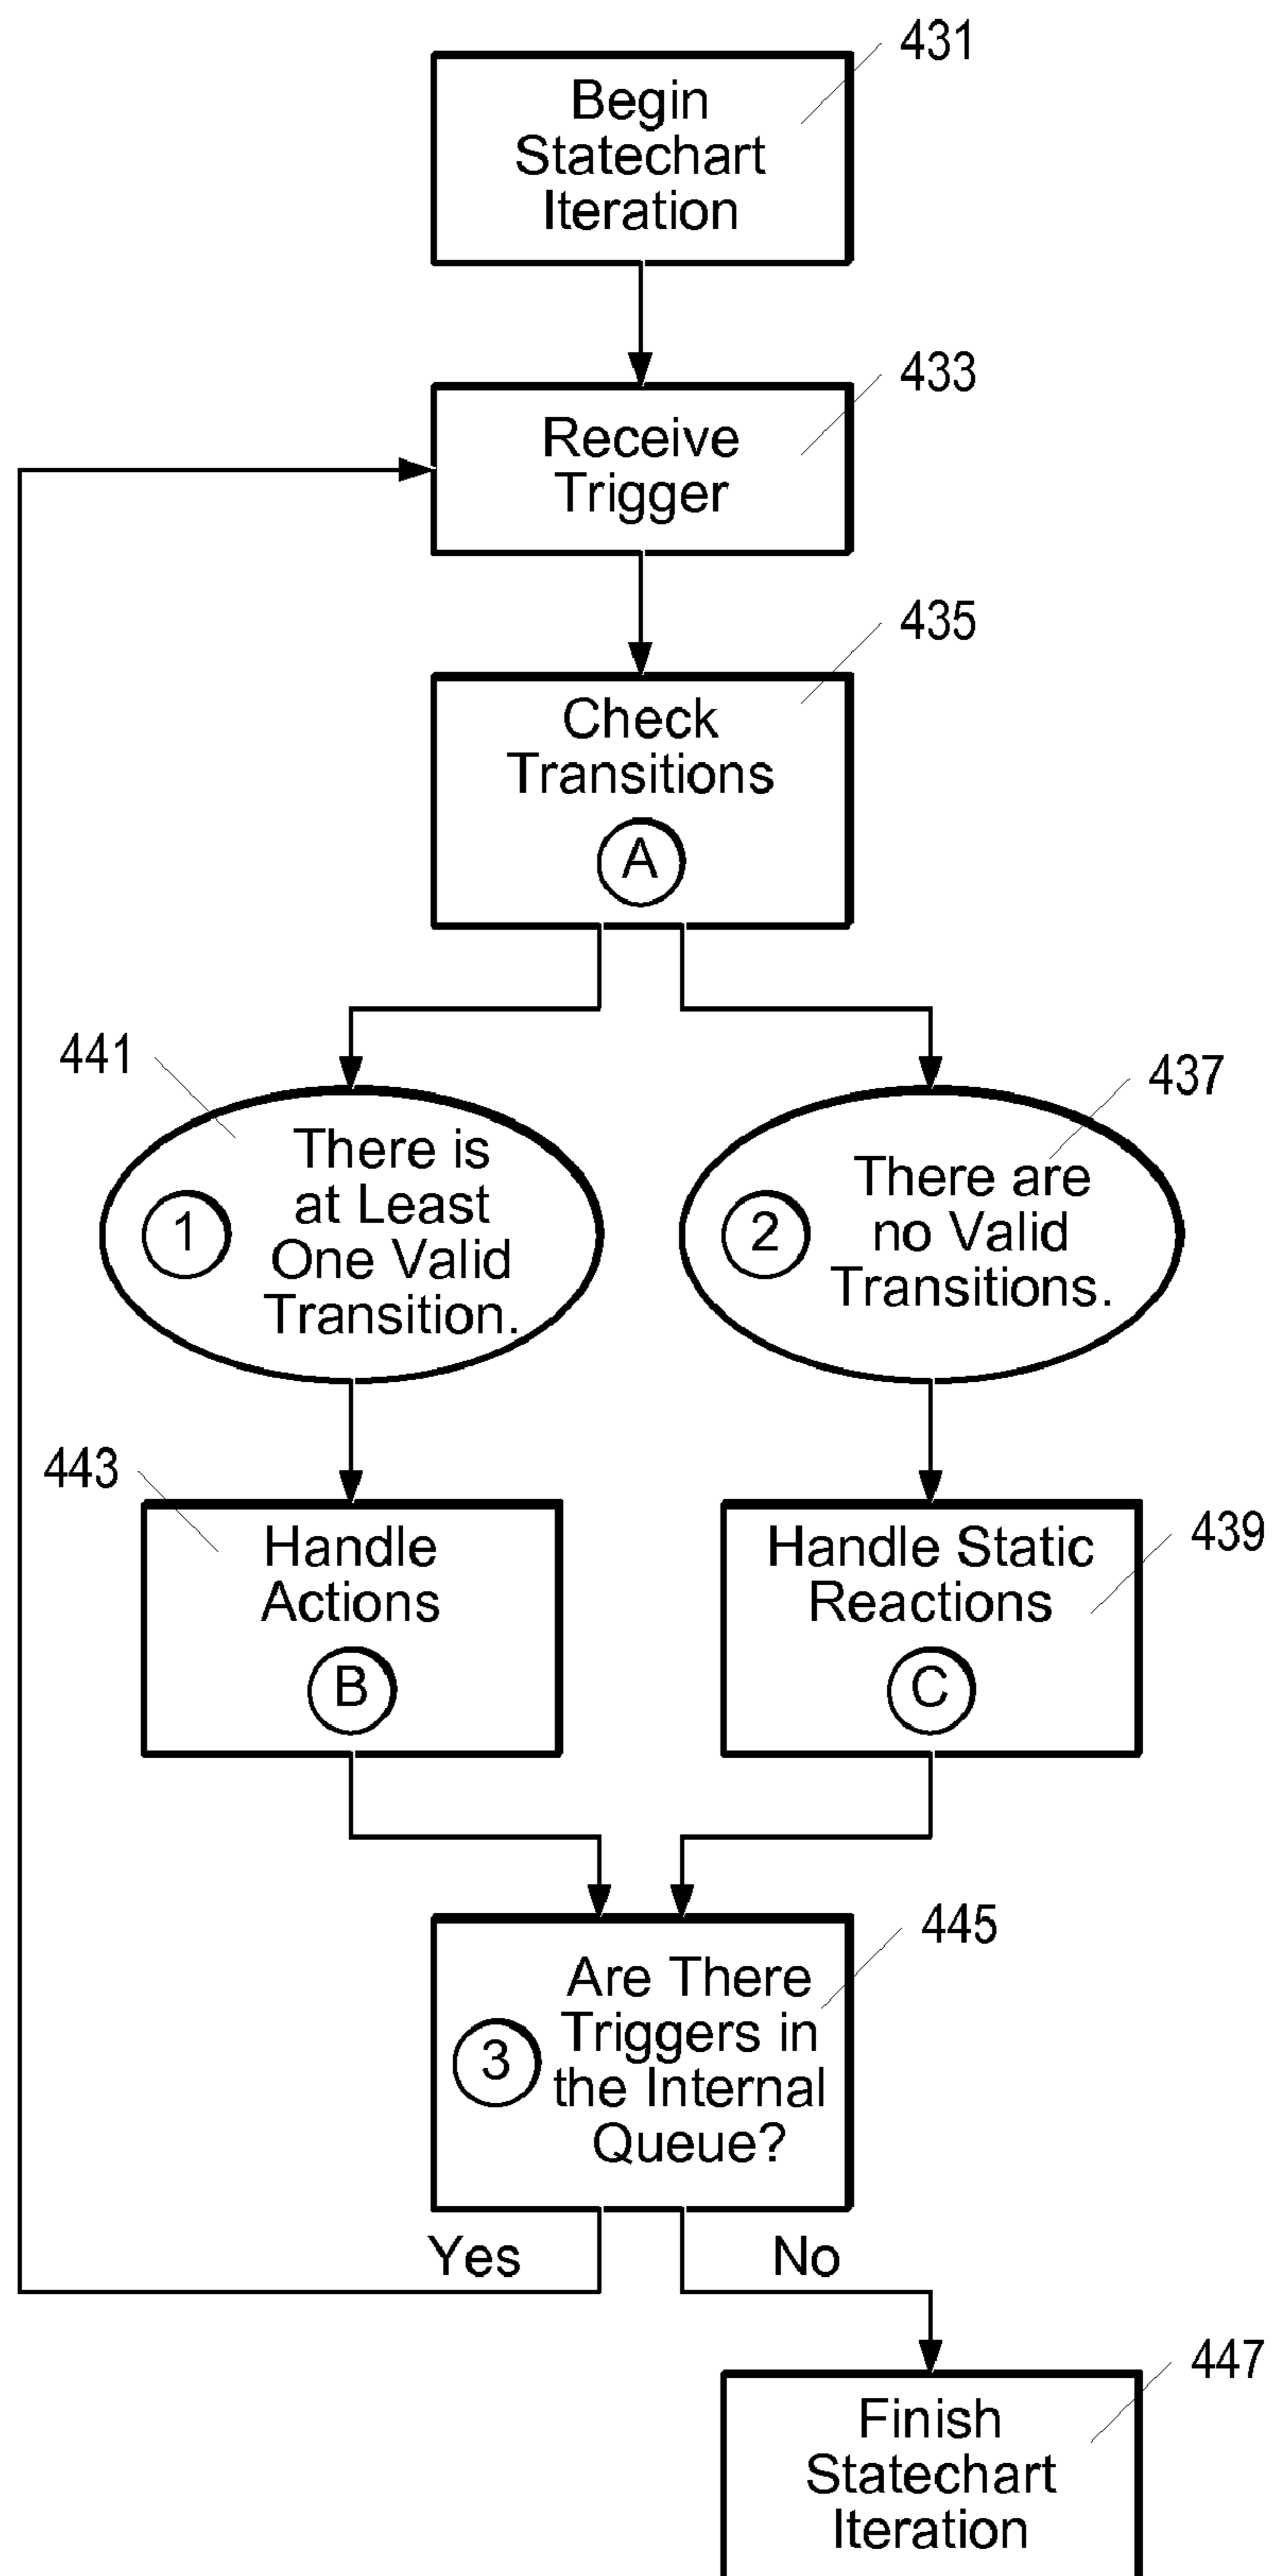 431
Begin
Statechart
Iteration
433
Receive
Trigger
435
Check
Transitions
A
441
There is
at Least
One Valid
Transition.
1
437
There are
no Valid
Transitions.
2
443
Handle
Actions
B
439
Handle Static
Reactions
C
445
Are There
Triggers in
the Internal
Queue?
3
Yes
No
447
Finish
Statechart
Iteration